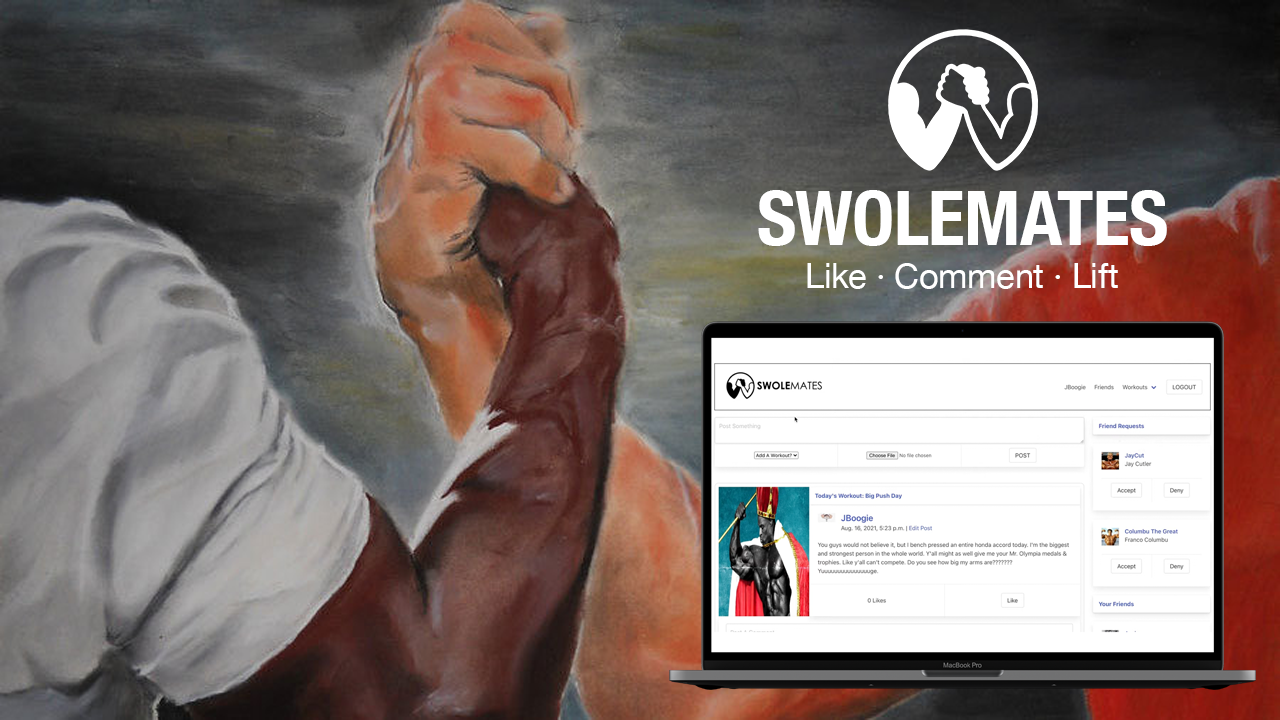 SWOLEMATES
Like · Comment · Lift
SWOLEMATES
JBoogie Friends Workouts LOGOUT
Post Something
Add A Workout? Choose File No file chosen POST
Today's Workout: Big Push Day
JBoogie
Aug. 16, 2021, 5:23 p.m. | Edit Post
You guys would not believe it, but I bench pressed an entire honda accord today. I'm the biggest
and strongest person in the whole world. Y'all might as well give me your Mr. Olympia medals &
trophies. Like y'all can't compete. Do you see how big my arms are???????
0 Likes Like
Friend Requests
JayCut
Jay Cutler
Accept Deny
Columbu The Great
Franco Columbu
Accept Deny
Your Friends
MacBook Pro